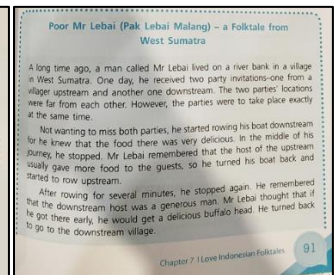 Poor Mr Lebai (Pak Lebai Malang) – a Folktale from
West Sumatra
A long time ago, a man called Mr Lebai lived on a river bank in a village
in West Sumatra. One day, he received two party invitations–one from a
villager upstream and another one downstream. The two parties' locations
were far from each other. However, the parties were to take place exactly
at the same time.
Not wanting to miss both parties, he started rowing his boat downstream
for he knew that the food there was very delicious. In the middle of his
journey, he stopped. Mr Lebai remembered that the host of the upstream
usually gave more food to the guests, so he turned his boat back and
started to row upstream.
After rowing for several minutes, he stopped again. He remembered
that the downstream host was a generous man. Mr Lebai thought that if
he got there early, he would get a delicious buffalo head. He turned back
to go to the downstream village.
Chapter 7 I Love Indonesian Folktales
91